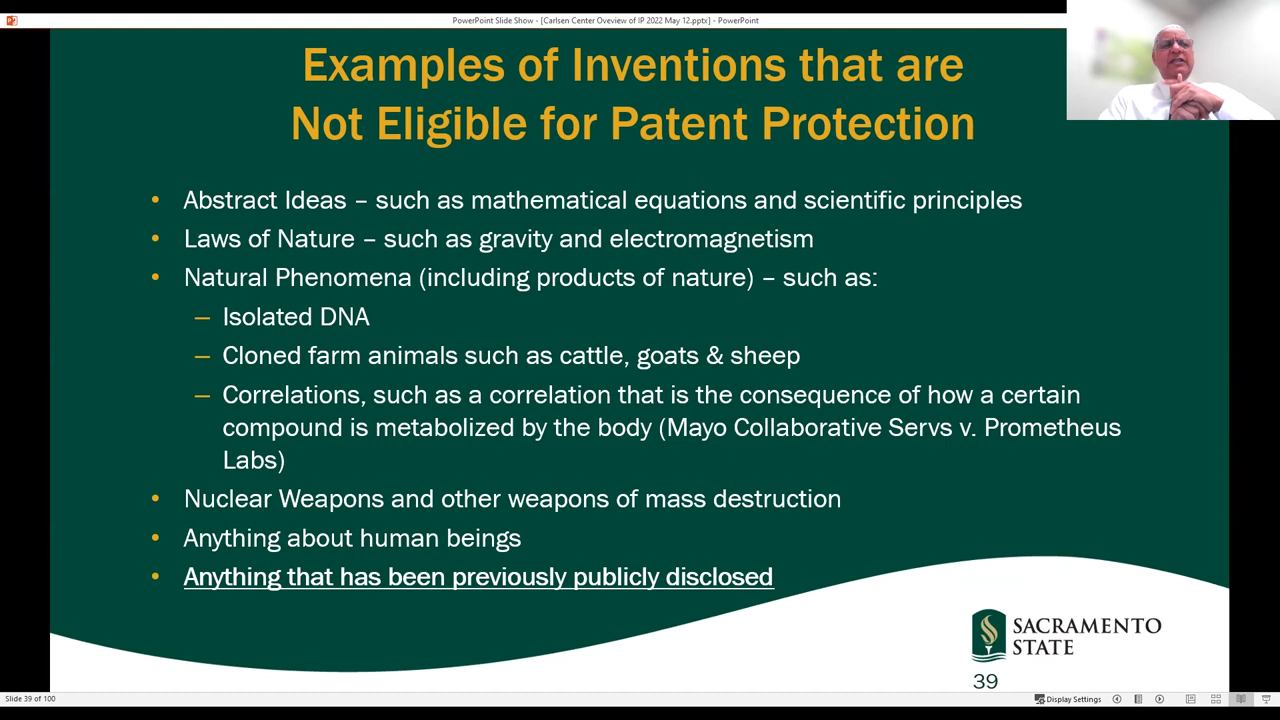 PowerPoint Slide Show - [Carlsen Center Oveview of IP 2022 May 12.pptx] - PowerPoint
Examples of Inventions that are
Not Eligible for Patent Protection
• Abstract Ideas – such as mathematical equations and scientific principles
• Laws of Nature – such as gravity and electromagnetism
• Natural Phenomena (including products of nature) – such as:
– Isolated DNA
– Cloned farm animals such as cattle, goats & sheep
– Correlations, such as a correlation that is the consequence of how a certain
compound is metabolized by the body (Mayo Collaborative Servs v. Prometheus
Labs)
• Nuclear Weapons and other weapons of mass destruction
• Anything about human beings
• Anything that has been previously publicly disclosed
SACRAMENTO
STATE
39
Slide 39 of 100
Display Settings